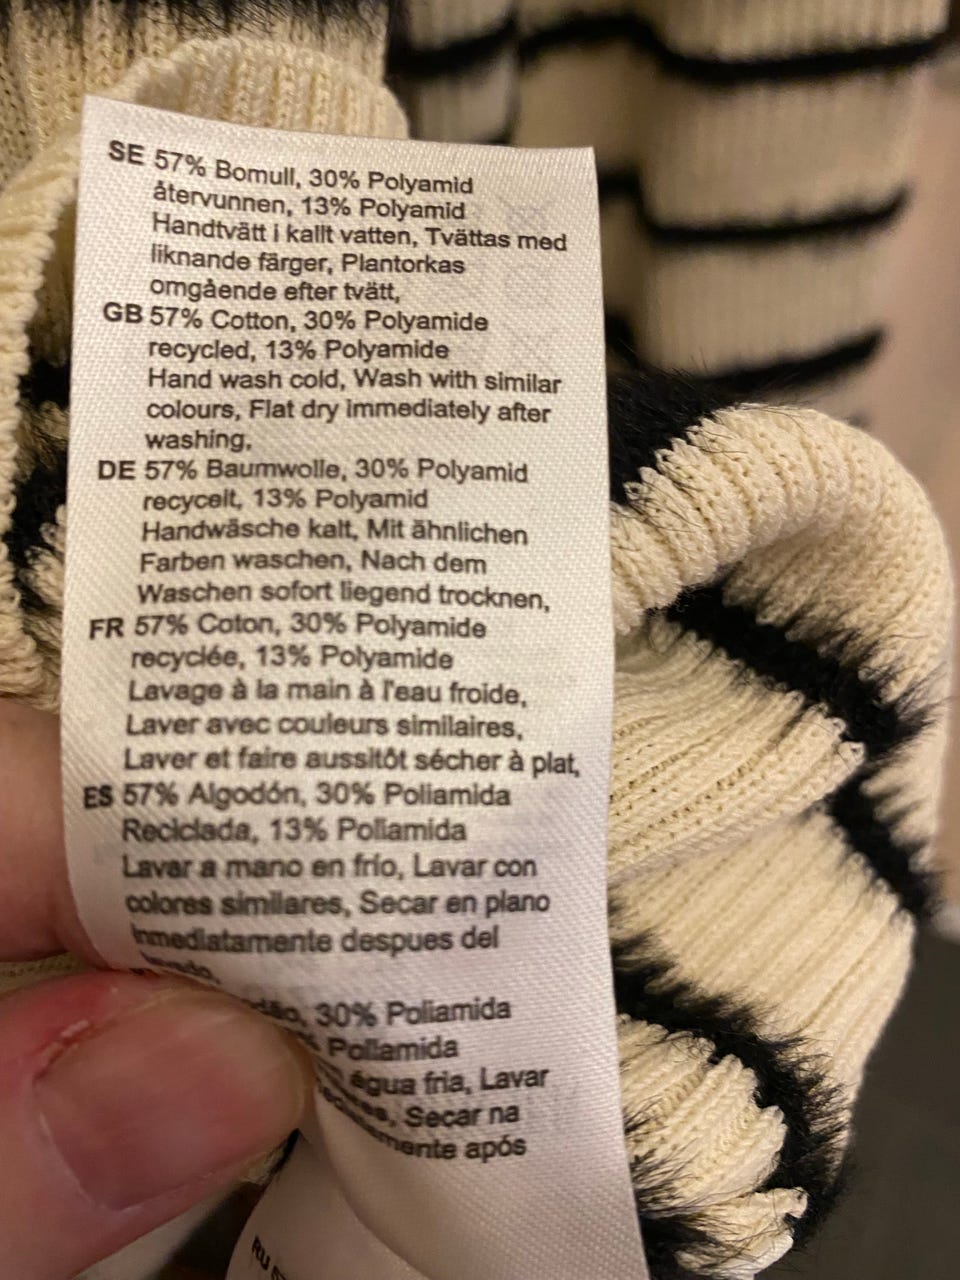 SE 57% Bomull, 30% Polyamid
återvunnen, 13% Polyamid
Handtvätt i kallt vatten, Tvättas med
liknande färger, Plantorkas
omgående efter tvätt,
GB 57% Cotton, 30% Polyamide
recycled, 13% Polyamide
Hand wash cold, Wash with similar
colours, Flat dry immediately after
washing,
DE 57% Baumwolle, 30% Polyamid
recycelt, 13% Polyamid
Handwäsche kalt, Mit ähnlichen
Farben waschen, Nach dem
Waschen sofort liegend trocknen,
FR 57% Coton, 30% Polyamide
recyclée, 13% Polyamide
Lavage à la main à l'eau froide,
Laver avec couleurs similaires,
Laver et faire aussitôt sécher à plat,
ES 57% Algodón, 30% Poliamida
Reciclada, 13% Poliamida
Lavar a mano en frío, Lavar con
colores similares, Secar en plano
inmediatamente despues del
lavado,
30% Poliamida
Poliamida
água fria, Lavar
Secar na
após
RU